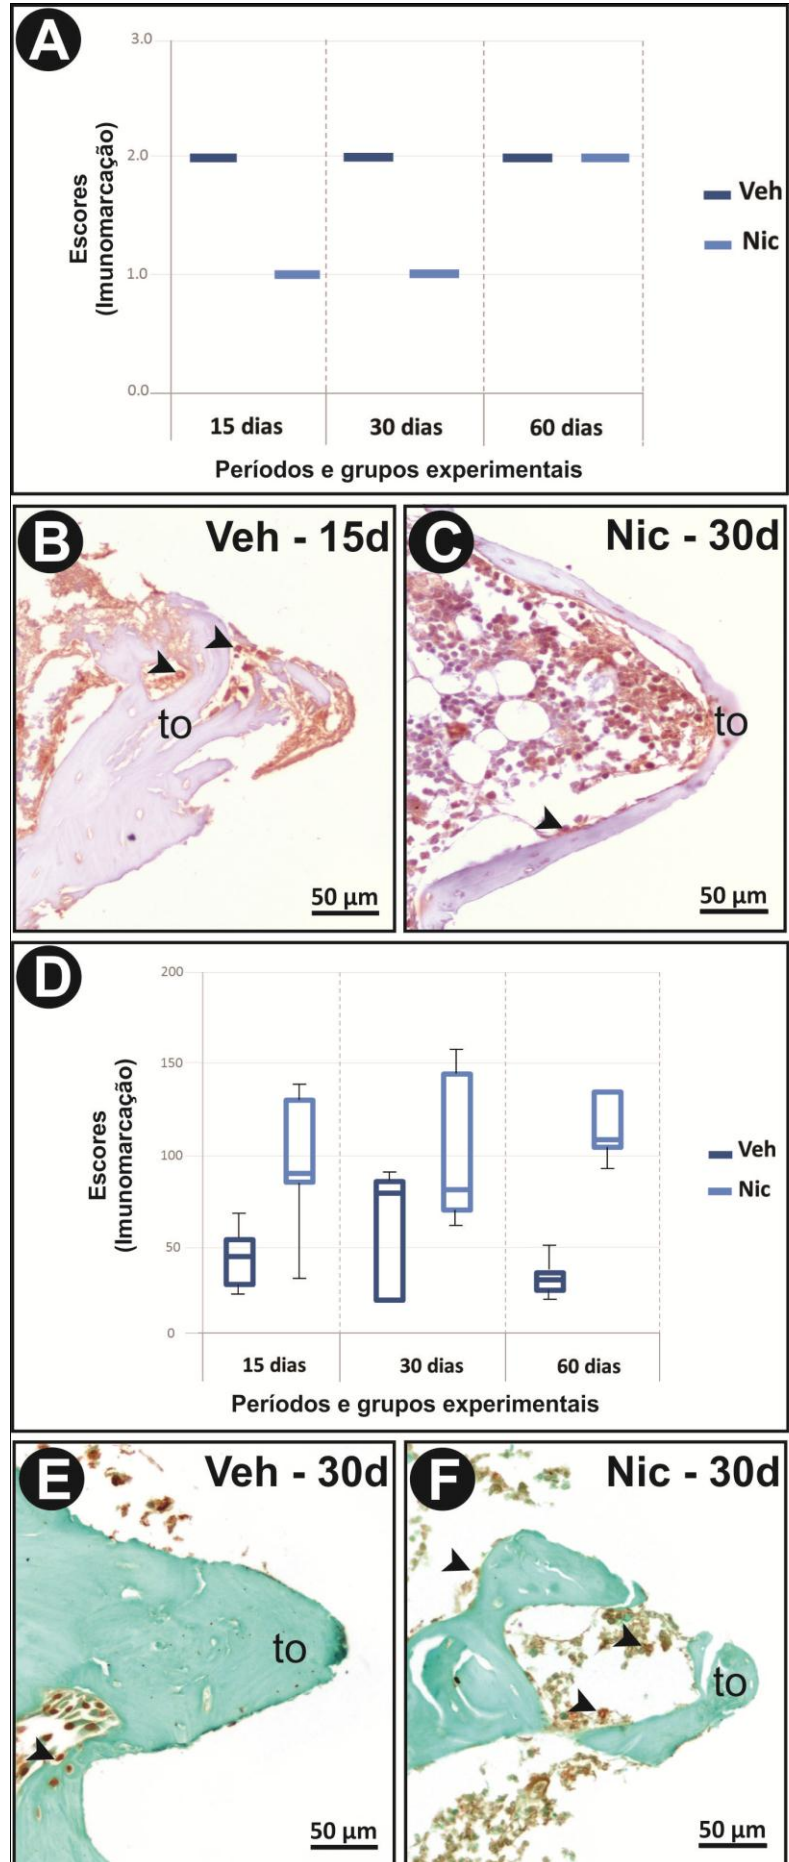 A
3.0
2.0
1.0
0.0
Escores
(Imunomarcação)
Veh
Nic
15 dias
30 dias
60 dias
Períodos e grupos experimentais
B
Veh - 15d
to
50 µm
C
Nic - 30d
to
50 µm
D
200
150
100
50
0
Escores
(Imunomarcação)
Veh
Nic
15 dias
30 dias
60 dias
Períodos e grupos experimentais
E
Veh - 30d
to
50 µm
F
Nic - 30d
to
50 µm